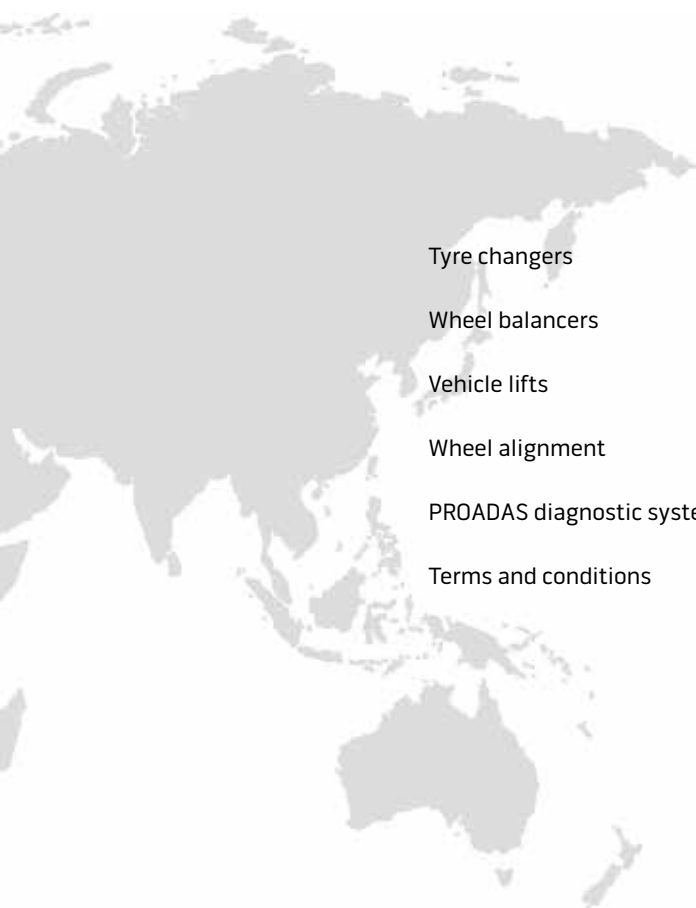 Tyre changers
Wheel balancers
Vehicle lifts
Wheel alignment
PROADAS diagnostic syste
Terms and conditions